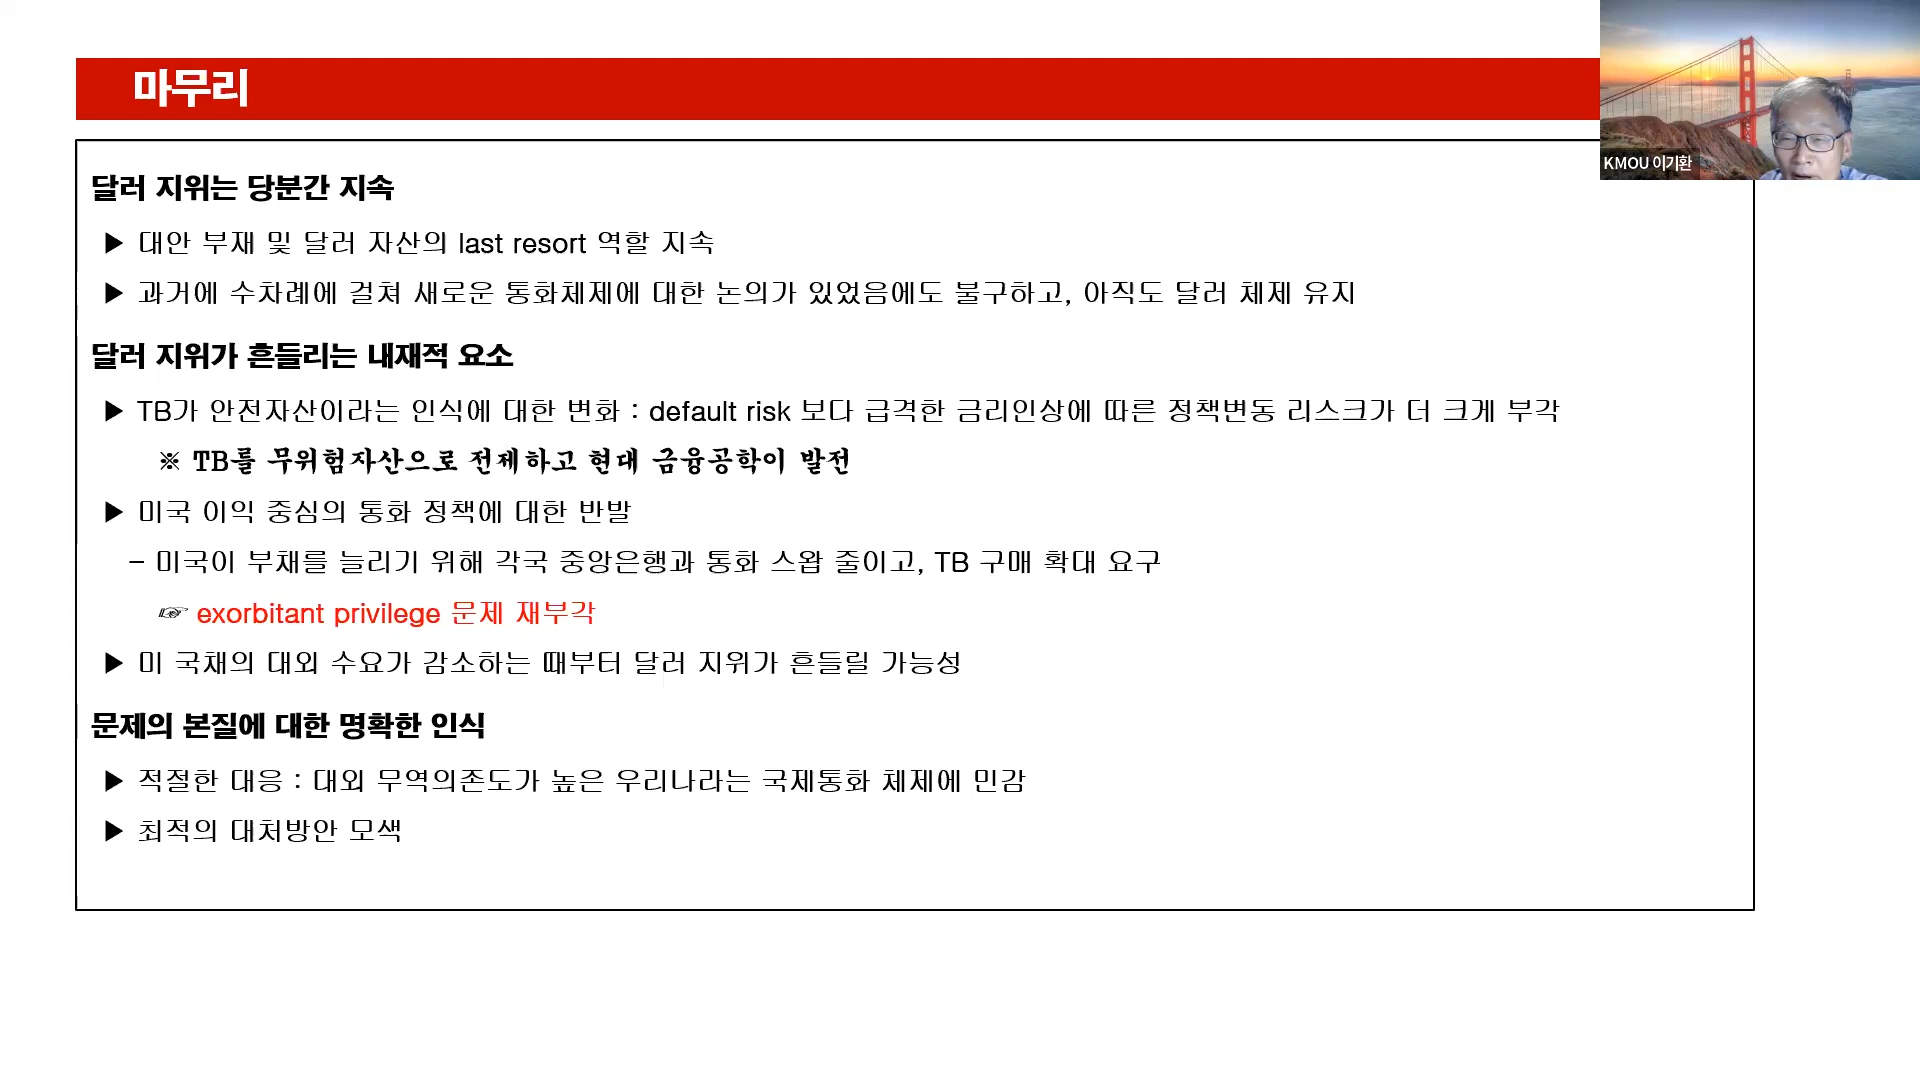 마무리
KMOU 이기환
달러 지위는 당분간 지속
▶ 대안 부재 및 달러 자산의 last resort 역할 지속
▶ 과거에 수차례에 걸쳐 새로운 통화체제에 대한 논의가 있었음에도 불구하고, 아직도 달러 체제 유지
달러 지위가 흔들리는 내재적 요소
▶ TB가 안전자산이라는 인식에 대한 변화 : default risk 보다 급격한 금리인상에 따른 정책변동 리스크가 더 크게 부각
※ TB를 무위험자산으로 전제하고 현대 금융공학이 발전
▶ 미국 이익 중심의 통화 정책에 대한 반발
- 미국이 부채를 늘리기 위해 각국 중앙은행과 통화 스왑 줄이고, TB 구매 확대 요구
☞ exorbitant privilege 문제 재부각
▶ 미 국채의 대외 수요가 감소하는 때부터 달러 지위가 흔들릴 가능성
문제의 본질에 대한 명확한 인식
▶ 적절한 대응 : 대외 무역의존도가 높은 우리나라는 국제통화 체제에 민감
▶ 최적의 대처방안 모색